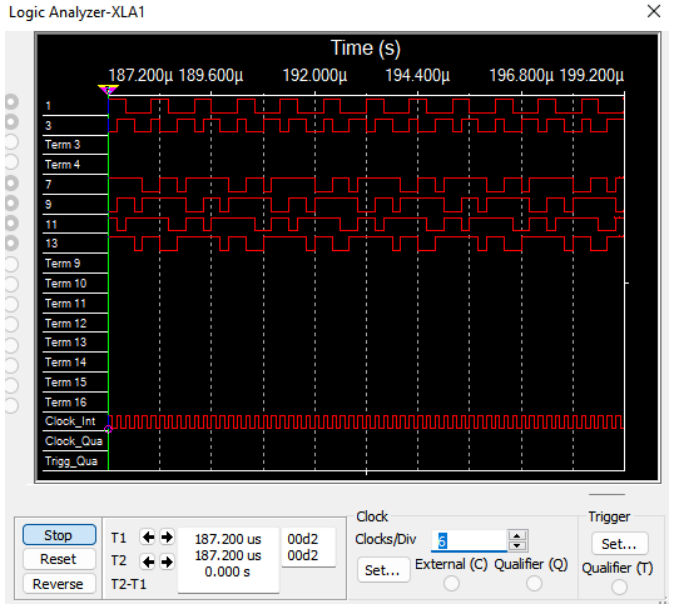 Logic Analyzer-XLA1
Time (s)
187.200µ 189.600µ 192.000µ 194.400µ 196.800µ 199.200µ
1
3
Term 3
Term 4
7
9
11
13
Term 9
Term 10
Term 11
Term 12
Term 13
Term 14
Term 15
Term 16
Clock_Int
Clock_Qua
Trigg_Qua
Stop
Reset
Reverse
T1 187.200 us 00d2
T2 187.200 us 00d2
T2-T1 0.000 s
Clock
Clocks/Div 6
Set... External (C) Qualifier (Q)
Trigger
Set...
Qualifier (T)